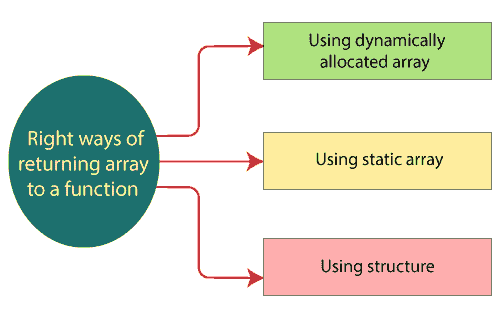 Right ways of
returning array
to a function
Using dynamically
allocated array
Using static array
Using structure